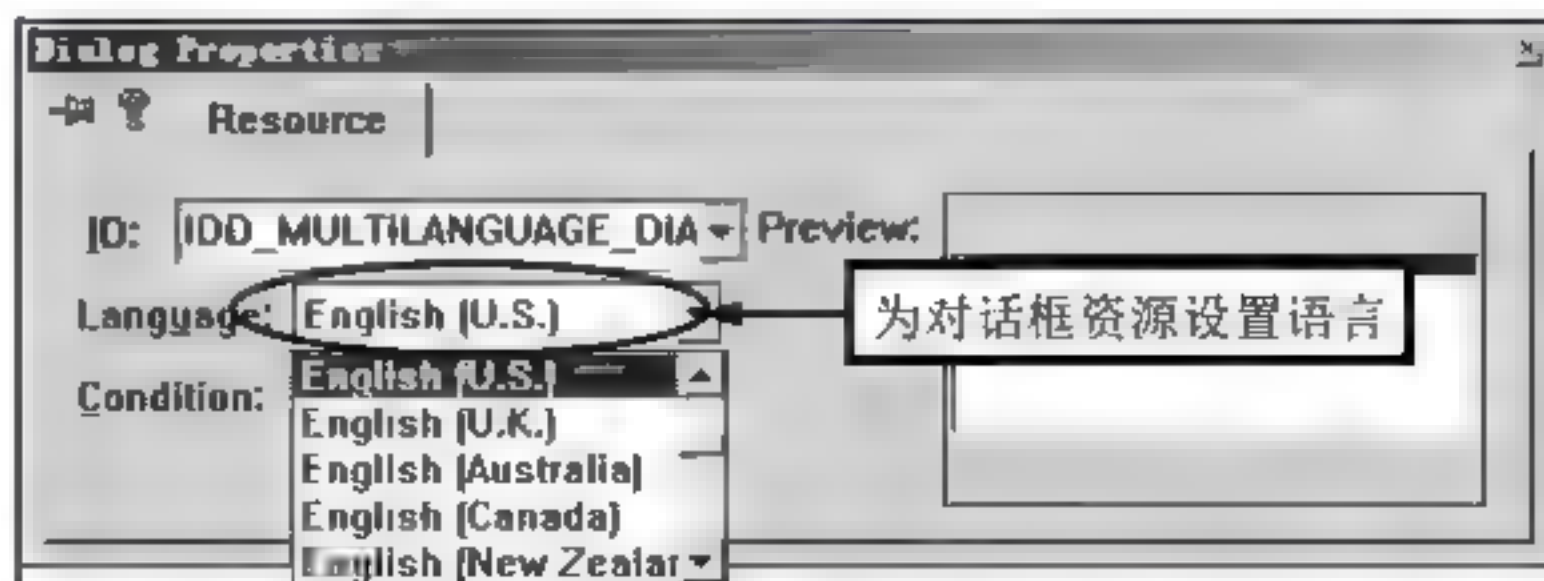 Dialog Properties
Resource
ID: IDD_MULTILANGUAGE_DIA Preview:
Language: English (U.S.)
为对话框资源设置语言
Condition:
English (U.S.)
English (U.K.)
English (Australia)
English (Canada)
English (New Zealar